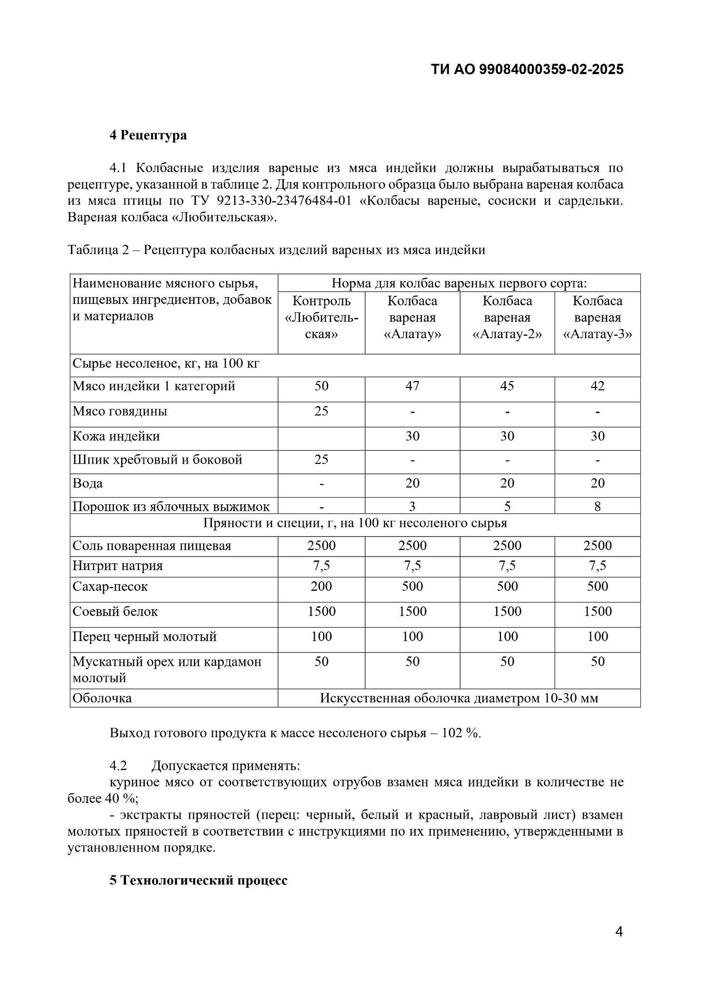 ТИ АО 99084000359-02-2025
4 Рецептура
4.1 Колбасные изделия вареные из мяса индейки должны вырабатываться по
рецептуре, указанной в таблице 2. Для контрольного образца было выбрана вареная колбаса
из мяса птицы по ТУ 9213-330-23476484-01 «Колбасы вареные, сосиски и сардельки.
Вареная колбаса «Любительская».
Таблица 2 – Рецептура колбасных изделий вареных из мяса индейки
Наименование мясного сырья,
пищевых ингредиентов, добавок
и материалов
Норма для колбас вареных первого сорта:
Контроль
«Любитель-
ская»
Колбаса
вареная
«Алатау»
Колбаса
вареная
«Алатау-2»
Колбаса
вареная
«Алатау-3»
Сырье несоленое, кг, на 100 кг
Мясо индейки 1 категорий 50 47 45 42
Мясо говядины 25 - - -
Кожа индейки 30 30 30
Шпик хребтовый и боковой 25 - - -
Вода - 20 20 20
Порошок из яблочных выжимок - 3 5 8
Пряности и специи, г, на 100 кг несоленого сырья
Соль поваренная пищевая 2500 2500 2500 2500
Нитрит натрия 7,5 7,5 7,5 7,5
Сахар-песок 200 500 500 500
Соевый белок 1500 1500 1500 1500
Перец черный молотый 100 100 100 100
Мускатный орех или кардамон 50 50 50 50
молотый
Оболочка Искусственная оболочка диаметром 10-30 мм
Выход готового продукта к массе несоленого сырья – 102 %.
4.2 Допускается применять:
куриное мясо от соответствующих отрубов взамен мяса индейки в количестве не
более 40 %;
- экстракты пряностей (перец: черный, белый и красный, лавровый лист) взамен
молотых пряностей в соответствии с инструкциями по их применению, утвержденными в
установленном порядке.
5 Технологический процесс
4